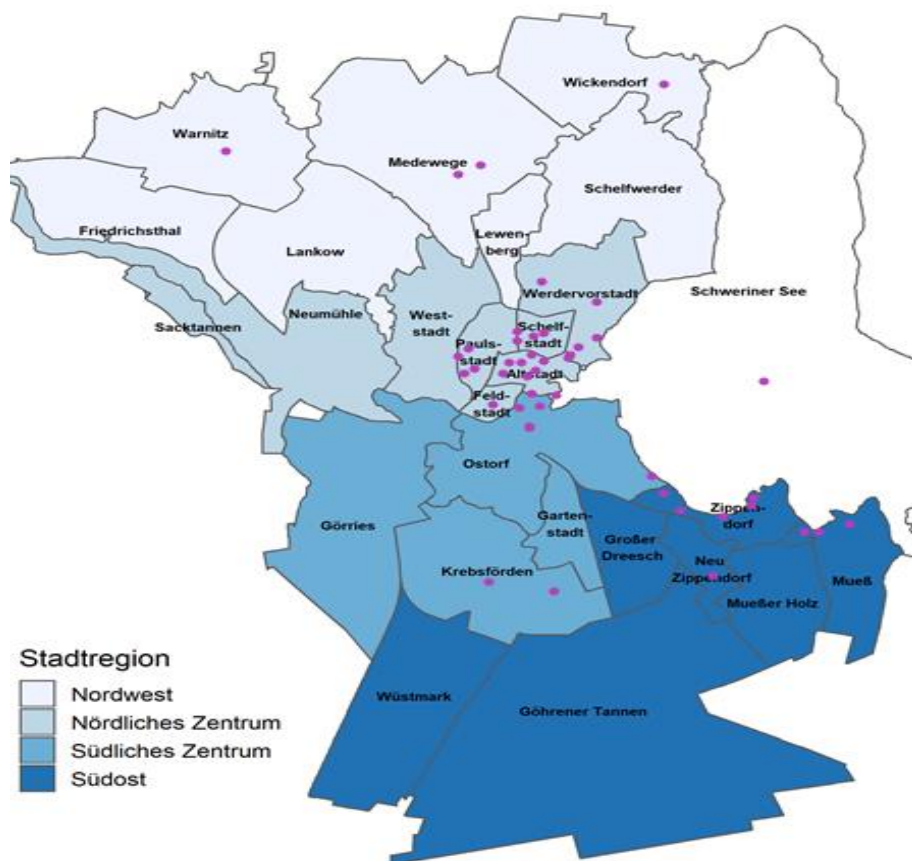 Wickendorf
Warnitz
Medewege
Schelfwerder
Friedrichsthal
Lewen-
berg
Lankow
Schweriner See
Werdervorstadt
Sacktannen
Neumühle
West-
stadt
Schelf-
stadt
Pauls-
stadt
Altstadt
Feld-
stadt
Ostorf
Zippen-
dorf
Görries
Garten-
stadt
Großer
Dreesch
Neu
Zippendorf
Mueß
Krebsförden
Mueßer Holz
Wüstmark
Göhrener Tannen
Stadtregion
Nordwest
Nördliches Zentrum
Südliches Zentrum
Südost